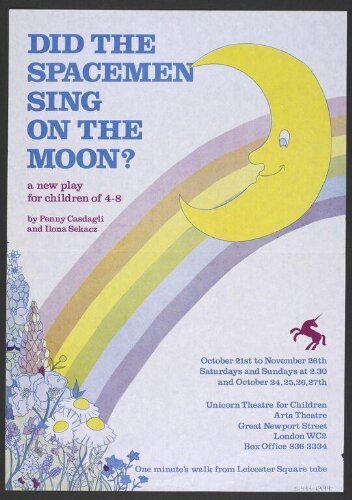 DID THE
SPACEMEN
SING
ON THE
MOON?
a new play
for children of 4-8
by Penny Casdagli
and Ilona Sekacz
October 21st to November 26th
Saturdays and Sundays at 2.30
and October 24,25,26,27th
Unicorn Theatre for Children
Arts Theatre
Great Newport Street
London WC2
Box Office 836 3334
One minute's walk from Leicester Square tube